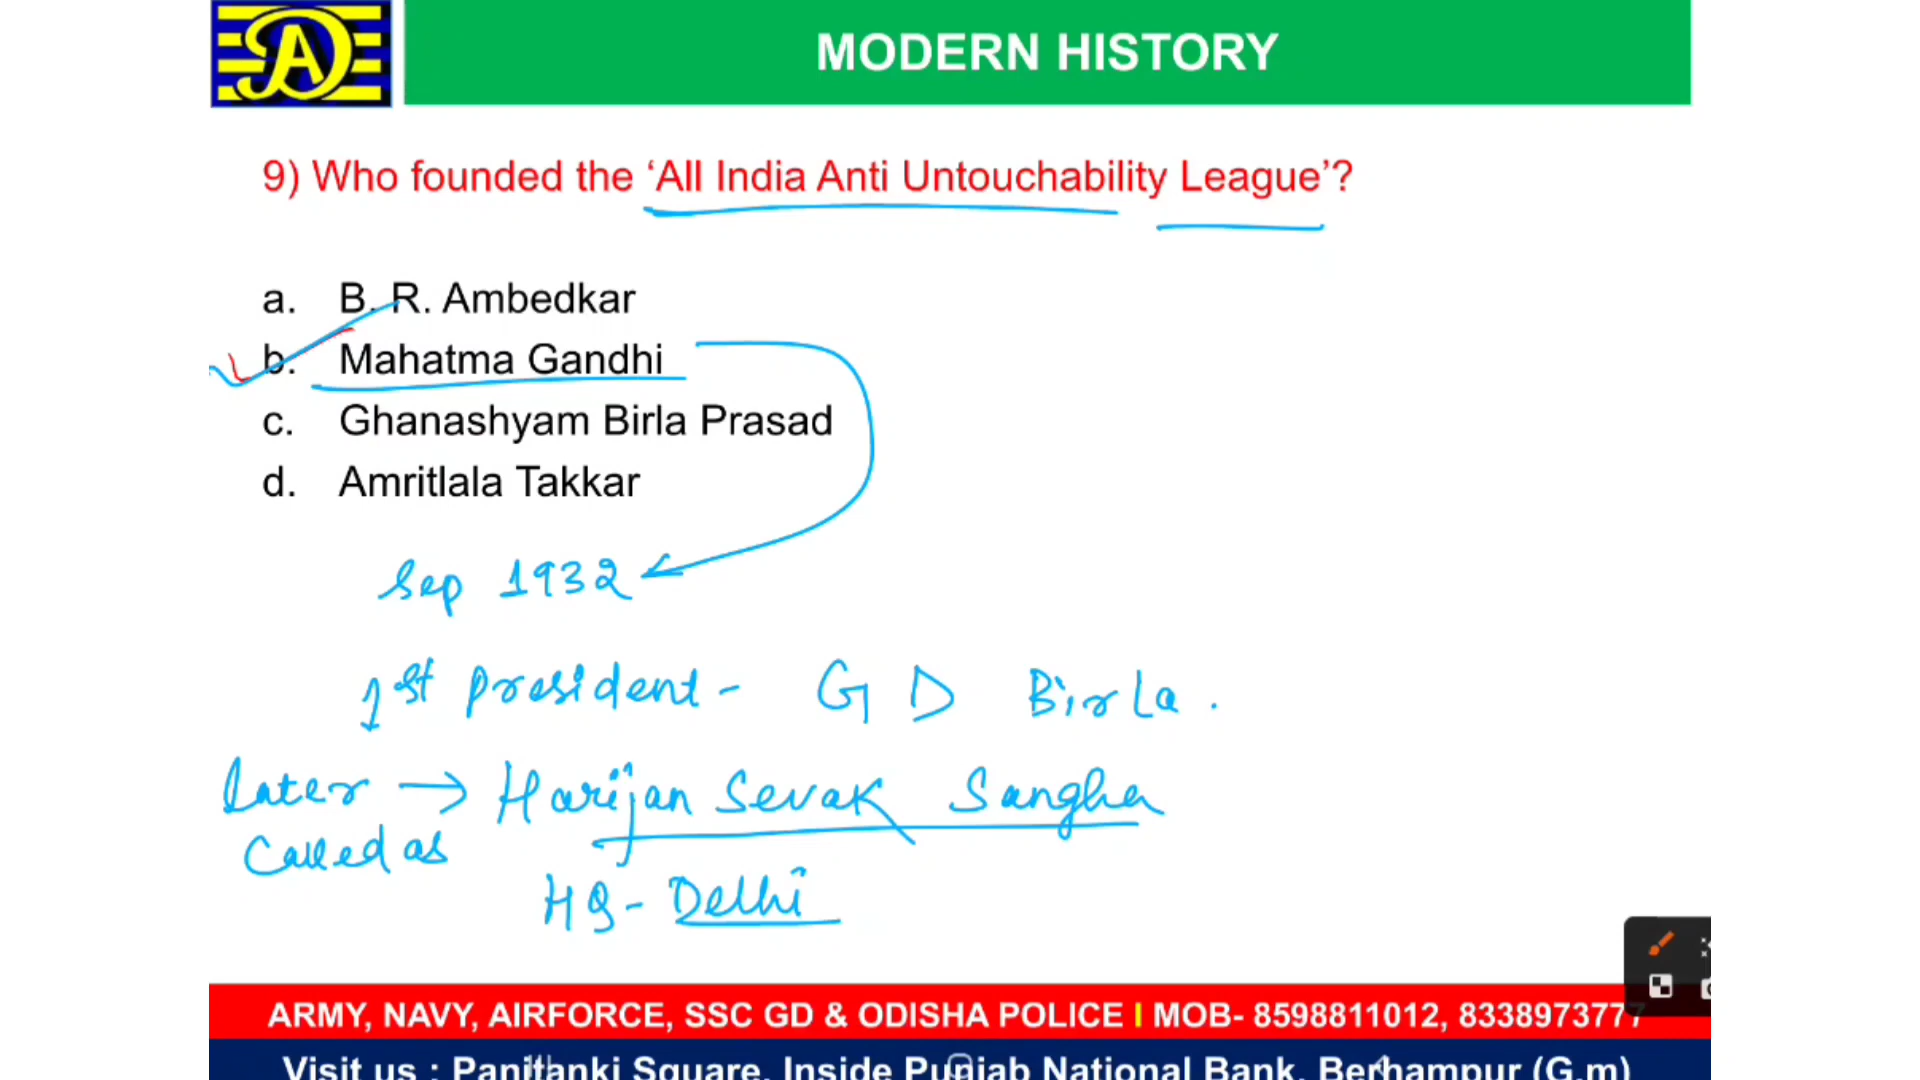 MODERN HISTORY
9) Who founded the ‘All India Anti Untouchability League’?
a. B. R. Ambedkar
b. Mahatma Gandhi
c. Ghanashyam Birla Prasad
d. Amritlala Takkar
Sep 1932
1st president - G D Birla.
Later → Harijan Sevak Sangha
Called as
HQ - Delhi
ARMY, NAVY, AIRFORCE, SSC GD & ODISHA POLICE I MOB- 8598811012, 8338973777
Visit us : Panitanki Square, Inside Punjab National Bank, Berhampur (G.m)